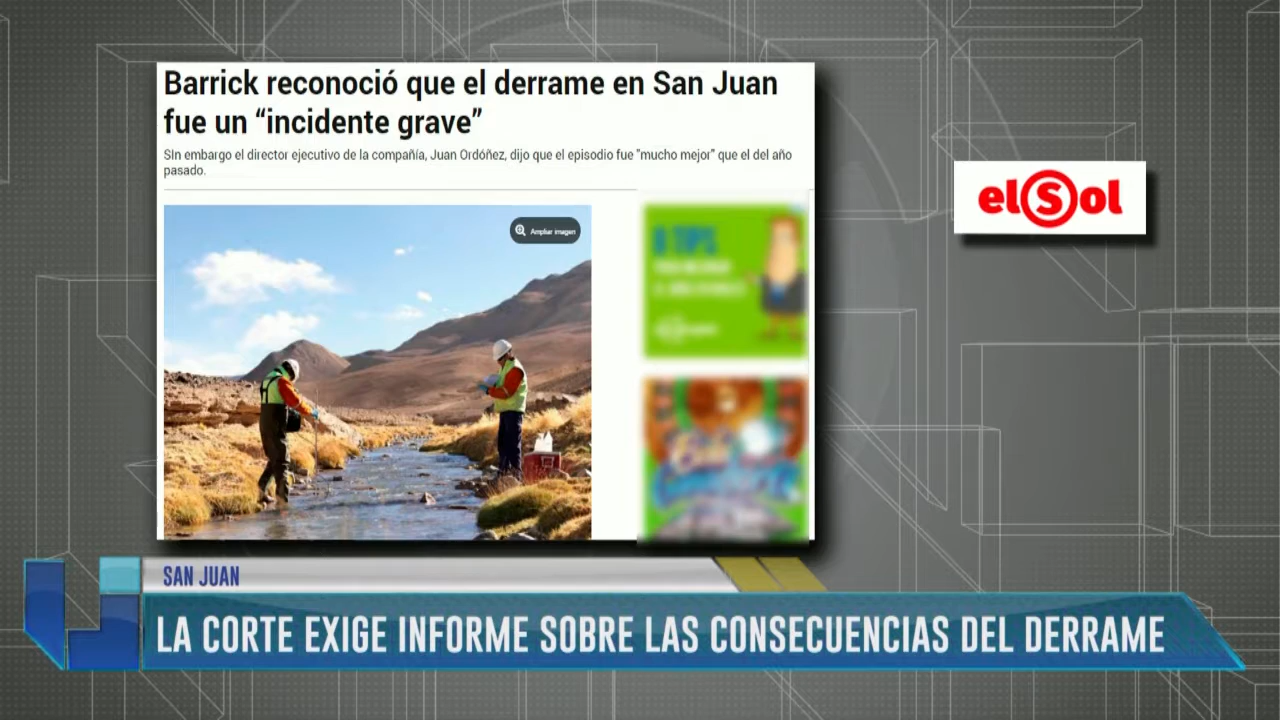 Barrick reconoció que el derrame en San Juan
fue un “incidente grave”
SIn embargo el director ejecutivo de la compañía, Juan Ordóñez, dijo que el episodio fue "mucho mejor" que el del año
pasado.
Ampliar imagen
elSol
SAN JUAN
LA CORTE EXIGE INFORME SOBRE LAS CONSECUENCIAS DEL DERRAME